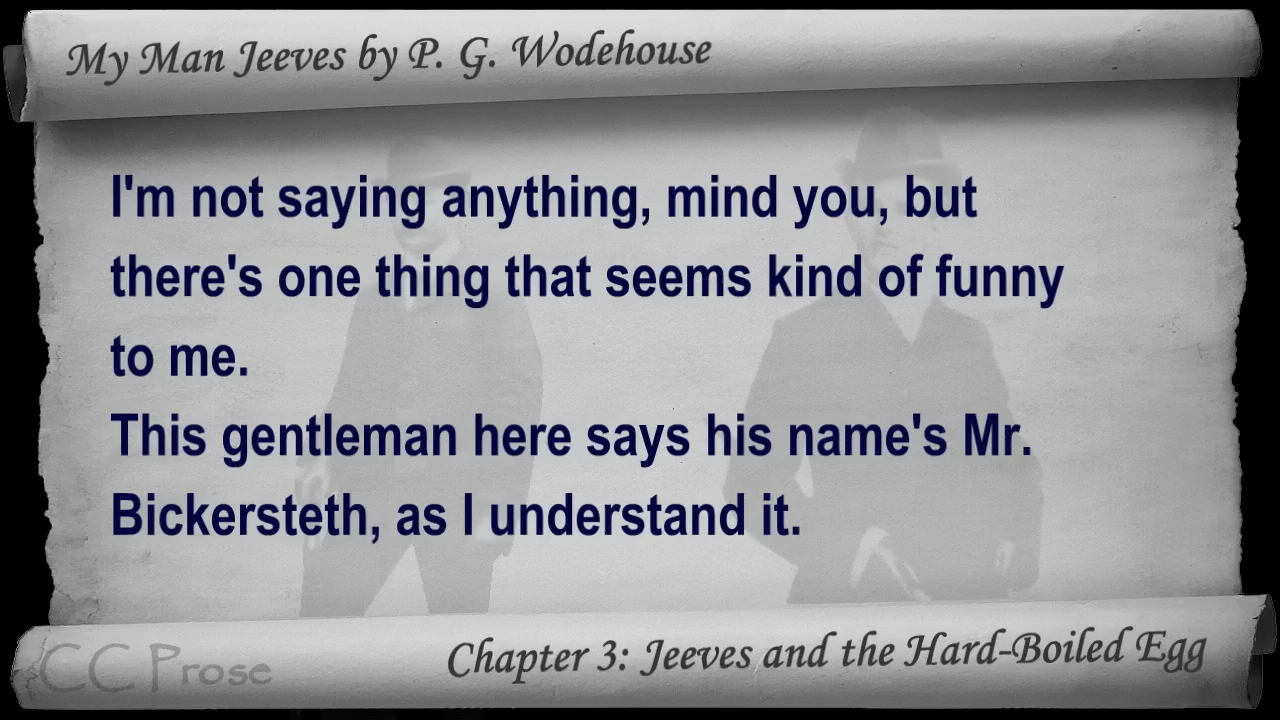 My Man Jeeves by P. G. Wodehouse
I'm not saying anything, mind you, but
there's one thing that seems kind of funny
to me.
This gentleman here says his name's Mr.
Bickersteth, as I understand it.
CC Prose
Chapter 3: Jeeves and the Hard-Boiled Egg